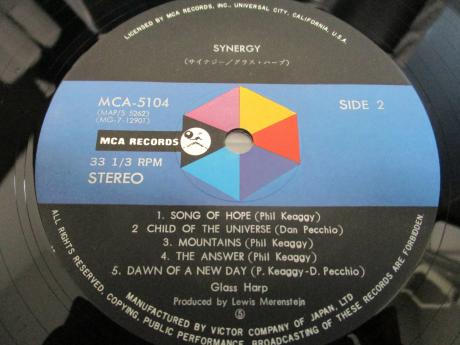 LICENSED BY MCA RECORDS, INC., UNIVERSAL CITY, CALIFORNIA, U.S.A.
SYNERGY
(サイナジー/グラス・ハープ)
MCA-5104
(MAP/S 5262)
(MG-7-12907)
SIDE 2
MCA RECORDS
33 1/3 RPM
STEREO
1. SONG OF HOPE (Phil Keaggy)
2 CHILD OF THE UNIVERSE (Dan Pecchio)
3. MOUNTAINS (Phil Keaggy)
4. THE ANSWER (Phil Keaggy)
5. DAWN OF A NEW DAY (P. Keaggy-D. Pecchio)
Glass Harp
Produced by Lewis Merenstein
Ⓢ
MANUFACTURED BY VICTOR COMPANY OF JAPAN, LTD
ALL RIGHTS RESERVED. COPYING, PUBLIC PERFORMANCE, BROADCASTING OF THESE RECORDS ARE FORBIDDEN.